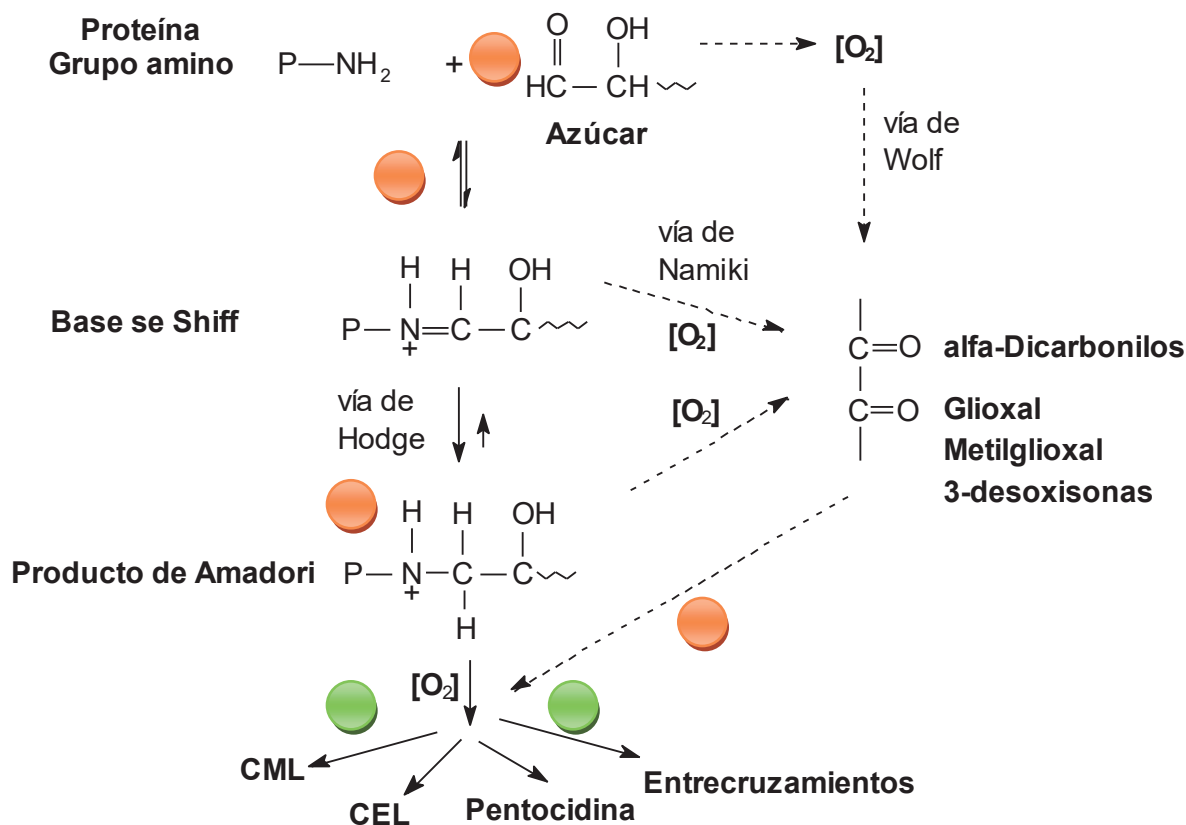 Proteína
Grupo amino
P—NH2
+
O
OH
HC—CH
Azúcar
[O2]
vía de
Wolf
vía de
Namiki
[O2]
H H OH
Base se Shiff
P—N=C—C
+
C=O
C=O
alfa-Dicarbonilos
Glioxal
Metilglioxal
3-desoxisonas
[O2]
vía de
Hodge
H H OH
Producto de Amadori
P—N—C—C
+
H
[O2]
CML
CEL
Pentocidina
Entrecruzamientos